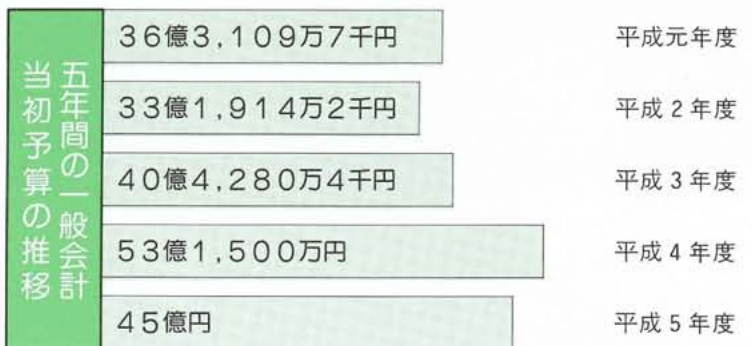 五年間の一般会計
当初予算の推移
36億3,109万7千円 平成元年度
33億1,914万2千円 平成2年度
40億4,280万4千円 平成3年度
53億1,500万円 平成4年度
45億円 平成5年度